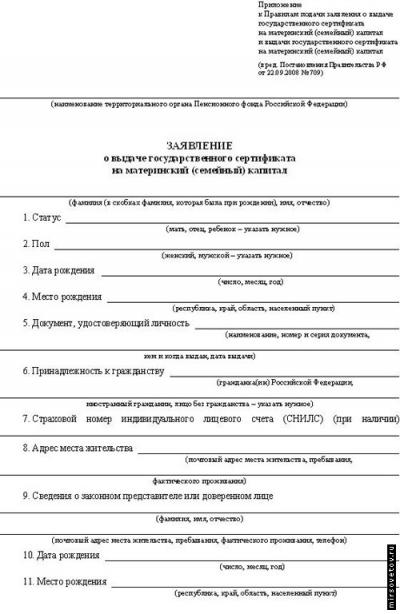 Приложение
к Правилам подачи заявления о выдаче
государственного сертификата
на материнский (семейный) капитал
и выдачи государственного сертификата
на материнский (семейный) капитал
(в ред. Постановления Правительства РФ
от 22.09.2008 №709)
(наименование территориального органа Пенсионного фонда Российской Федерации)
ЗАЯВЛЕНИЕ
о выдаче государственного сертификата
на материнский (семейный) капитал
(фамилия (в скобках фамилия, которая была при рождении), имя, отчество)
1. Статус
(мать, отец, ребенок – указать нужное)
2. Пол
(женский, мужской – указать нужное)
3. Дата рождения
(число, месяц, год)
4. Место рождения
(республика, край, область, населенный пункт)
5. Документ, удостоверяющий личность
(наименование, номер и серия документа,
кем и когда выдан, дата выдачи)
6. Принадлежность к гражданству
(гражданка(ин) Российской Федерации,
иностранный гражданин, лицо без гражданства – указать нужное)
7. Страховой номер индивидуального лицевого счета (СНИЛС) (при наличии)
8. Адрес места жительства
(почтовый адрес места жительства, пребывания,
фактического проживания)
9. Сведения о законном представителе или доверенном лице
(фамилия, имя, отчество)
(почтовый адрес места жительства, пребывания, фактического проживания, телефон)
10. Дата рождения
(число, месяц, год)
11. Место рождения
(республика, край, область, населенный пункт)
mirsovetov.ru